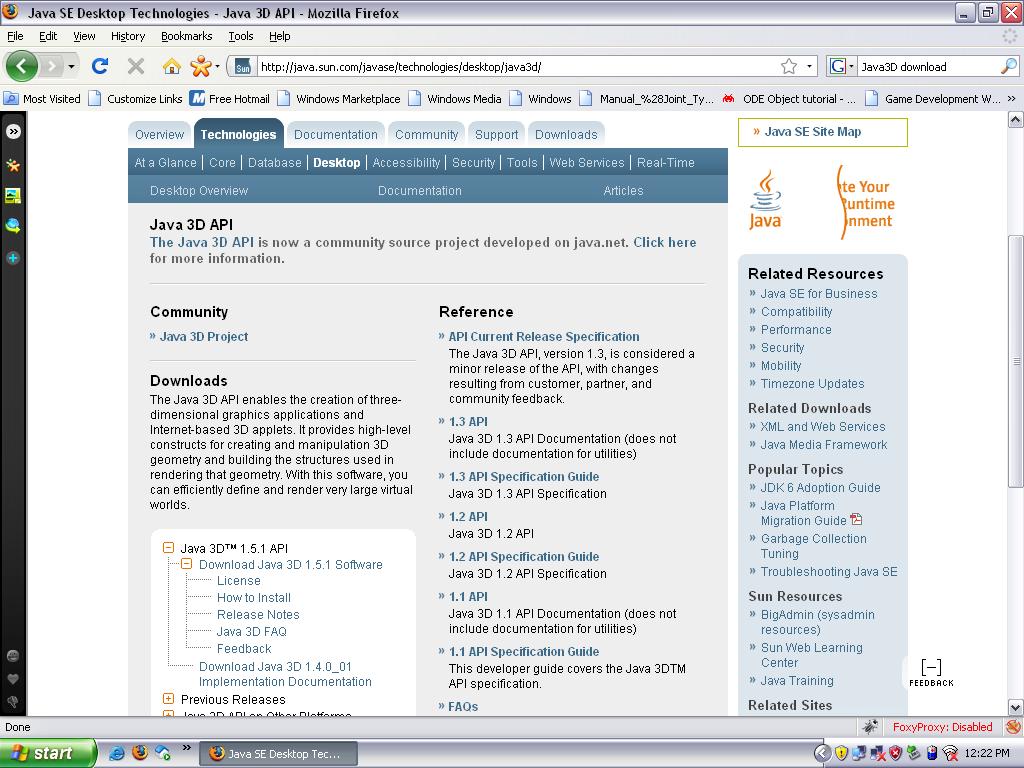 Java SE Desktop Technologies - Java 3D API - Mozilla Firefox
File Edit View History Bookmarks Tools Help
Sun http://java.sun.com/javase/technologies/desktop/java3d/ G Java3D download
Most Visited Customize Links Free Hotmail Windows Marketplace Windows Media Windows Manual_%28Joint_Ty... ODE Object tutorial - ... Game Development W... »
Overview Technologies Documentation Community Support Downloads
At a Glance | Core | Database | Desktop | Accessibility | Security | Tools | Web Services | Real-Time
Desktop Overview Documentation Articles
Java 3D API
The Java 3D API is now a community source project developed on java.net. Click here
for more information.
Community
» Java 3D Project
Downloads
The Java 3D API enables the creation of three-
dimensional graphics applications and
Internet-based 3D applets. It provides high-level
constructs for creating and manipulation 3D
geometry and building the structures used in
rendering that geometry. With this software, you
can efficiently define and render very large virtual
worlds.
Java 3D™ 1.5.1 API
Download Java 3D 1.5.1 Software
License
How to Install
Release Notes
Java 3D FAQ
Feedback
Download Java 3D 1.4.0_01
Implementation Documentation
Previous Releases
Java 3D API on Other Platforms
Reference
» API Current Release Specification
The Java 3D API, version 1.3, is considered a
minor release of the API, with changes
resulting from customer, partner, and
community feedback.
» 1.3 API
Java 3D 1.3 API Documentation (does not
include documentation for utilities)
» 1.3 API Specification Guide
Java 3D 1.3 API Specification
» 1.2 API
Java 3D 1.2 API
» 1.2 API Specification Guide
Java 3D 1.2 API Specification
» 1.1 API
Java 3D 1.1 API Documentation (does not
include documentation for utilities)
» 1.1 API Specification Guide
This developer guide covers the Java 3DTM
API specification.
» FAQs
» Java SE Site Map
Java
te Your
untime
nment
Related Resources
» Java SE for Business
» Compatibility
» Performance
» Security
» Mobility
» Timezone Updates
Related Downloads
» XML and Web Services
» Java Media Framework
Popular Topics
» JDK 6 Adoption Guide
» Java Platform
Migration Guide
» Garbage Collection
Tuning
» Troubleshooting Java SE
Sun Resources
» BigAdmin (sysadmin
resources)
» Sun Web Learning
Center
» Java Training
Related Sites
[−]
FEEDBACK
Done FoxyProxy: Disabled
start » Java SE Desktop Tec... 12:22 PM